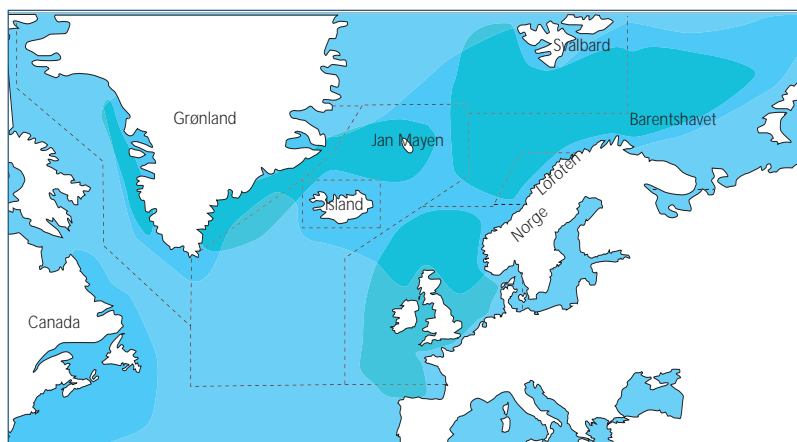 Svalbard
Grønland
Barentshavet
Jan Mayen
Lofoten
Island
Norge
Canada